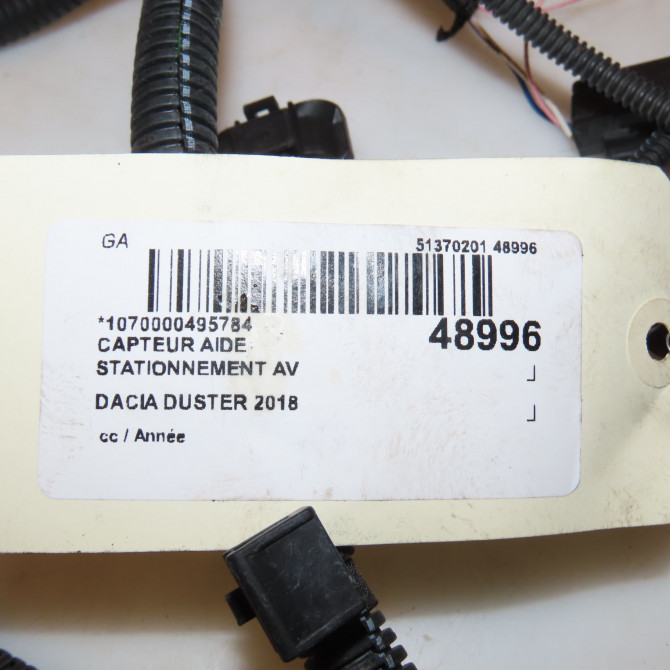 GA
51370201 48996
*1070000495784
48996
CAPTEUR AIDE
STATIONNEMENT AV
DACIA DUSTER 2018
cc / Année